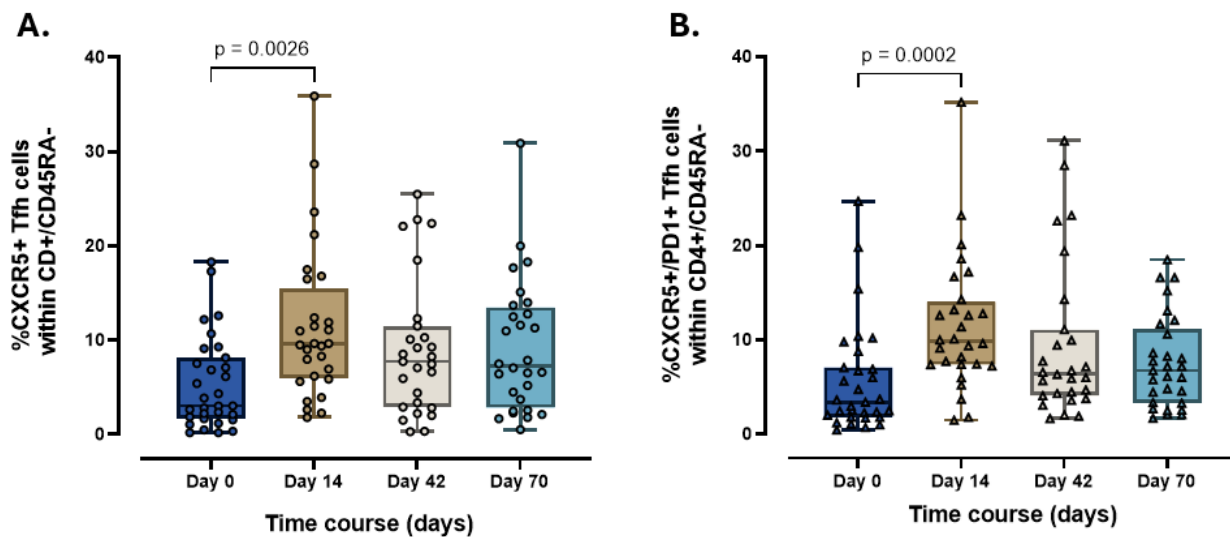 A.
p = 0.0026
40
30
20
10
0
%CXCR5+ Tfh cells
within CD+/CD45RA-
Day 0 Day 14 Day 42 Day 70
Time course (days)
B.
p = 0.0002
40
30
20
10
0
%CXCR5+/PD1+ Tfh cells
within CD4+/CD45RA-
Day 0 Day 14 Day 42 Day 70
Time course (days)